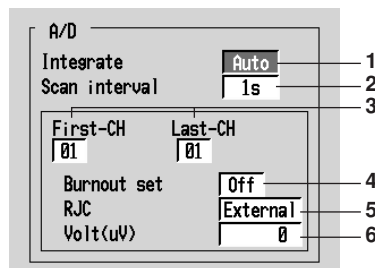 A/D
Integrate Auto 1
Scan interval 1s 2
3
First-CH Last-CH
01 01
Burnout set Off 4
RJC External 5
Volt(uV) 0 6